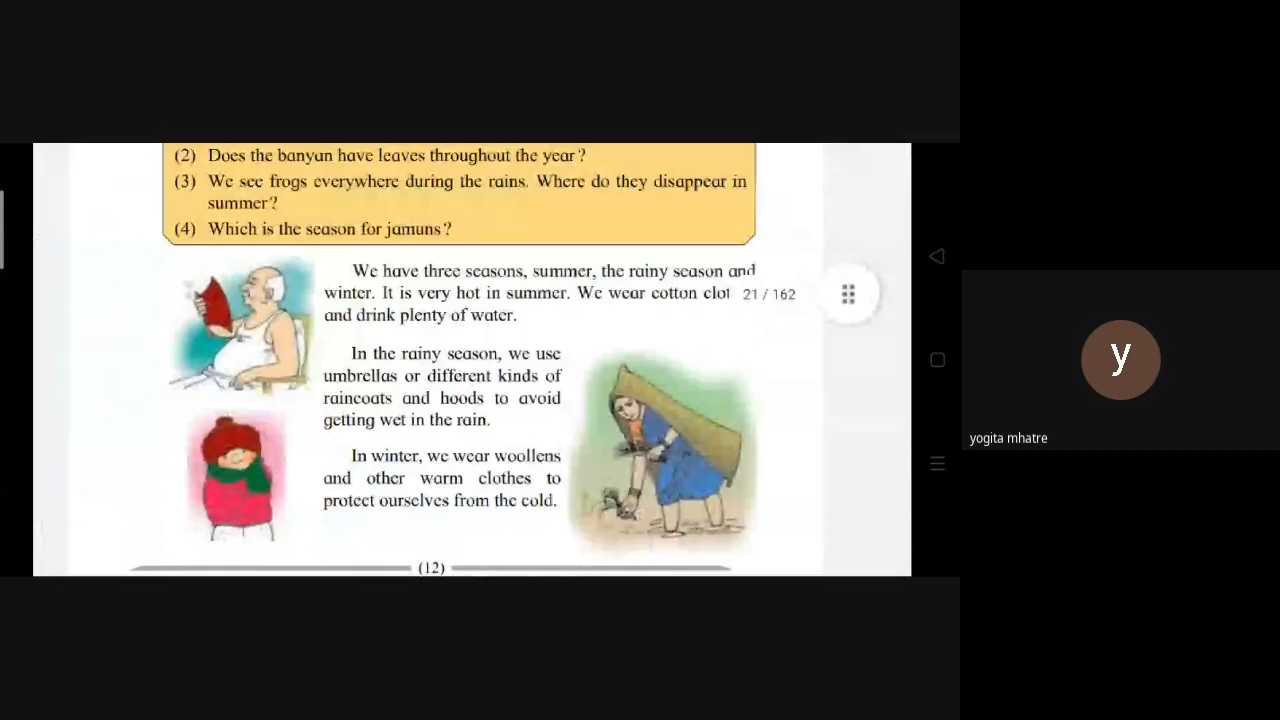 (2) Does the banyan have leaves throughout the year?
(3) We see frogs everywhere during the rains. Where do they disappear in
summer?
(4) Which is the season for jamuns?
We have three seasons, summer, the rainy season and
winter. It is very hot in summer. We wear cotton clot
21 / 162
and drink plenty of water.
In the rainy season, we use
umbrellas or different kinds of
raincoats and hoods to avoid
getting wet in the rain.
In winter, we wear woollens
and other warm clothes to
protect ourselves from the cold.
(12)
y
yogita mhatre